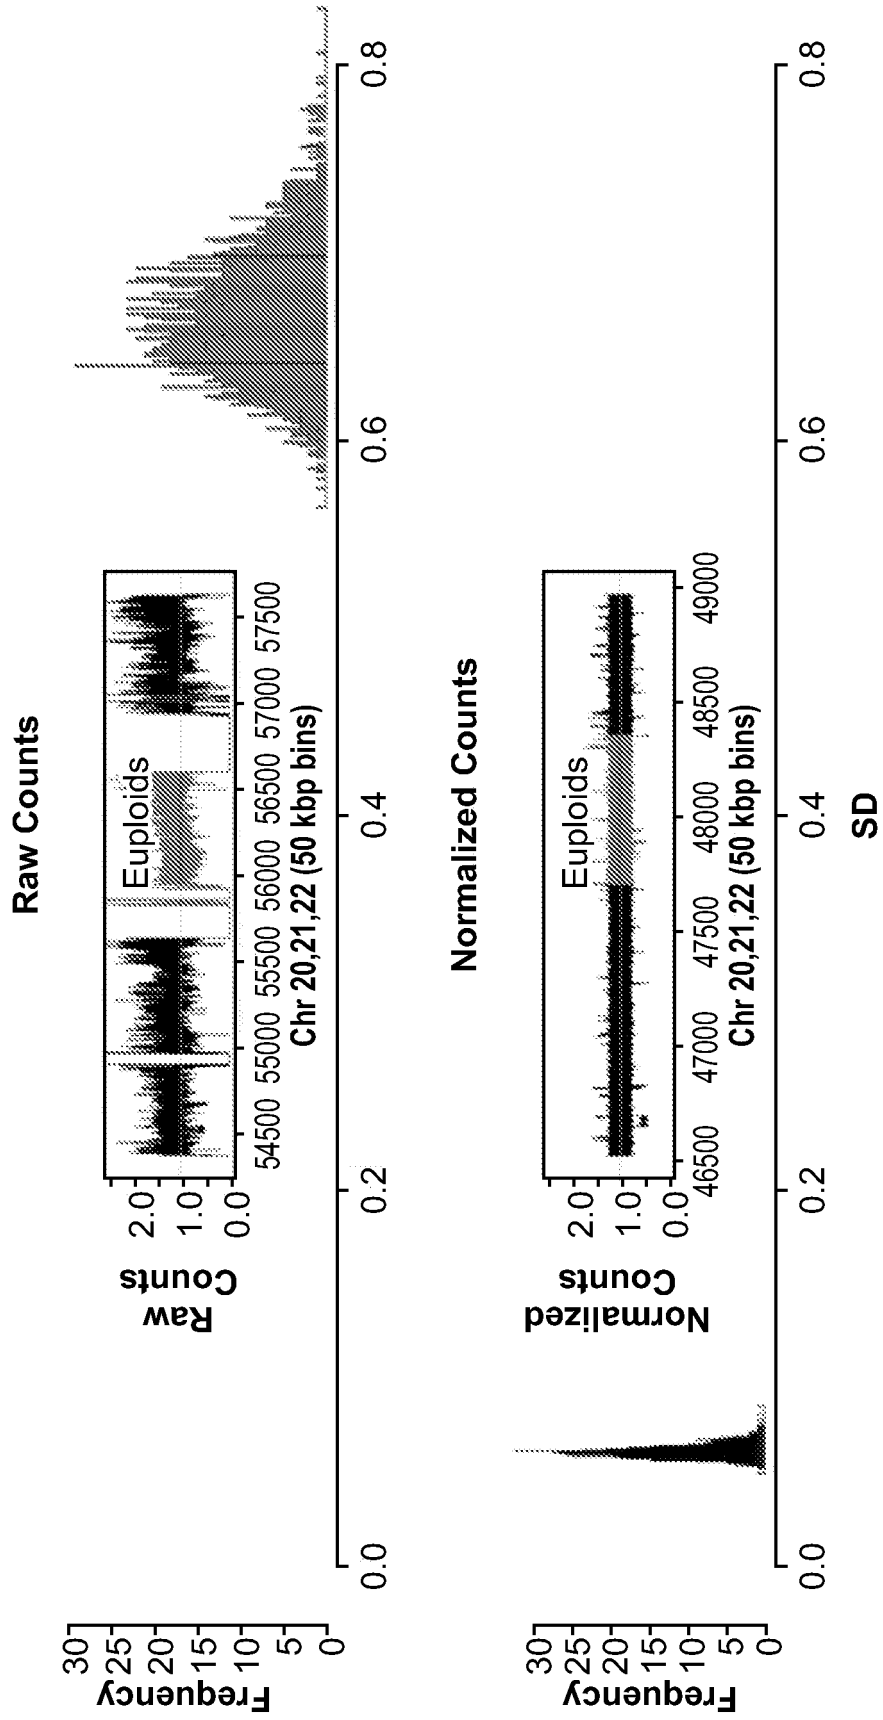 Raw Counts
30
25
20
15
10
5
0
Frequency
Raw
Counts
2.0
1.0
0.0
Euploids
54500 55000 55500 56000 56500 57000 57500
Chr 20,21,22 (50 kbp bins)
0.0 0.2 0.4 0.6 0.8
Normalized Counts
30
25
20
15
10
5
0
Frequency
Normalized
Counts
2.0
1.0
0.0
Euploids
46500 47000 47500 48000 48500 49000
Chr 20,21,22 (50 kbp bins)
0.0 0.2 0.4 0.6 0.8
SD